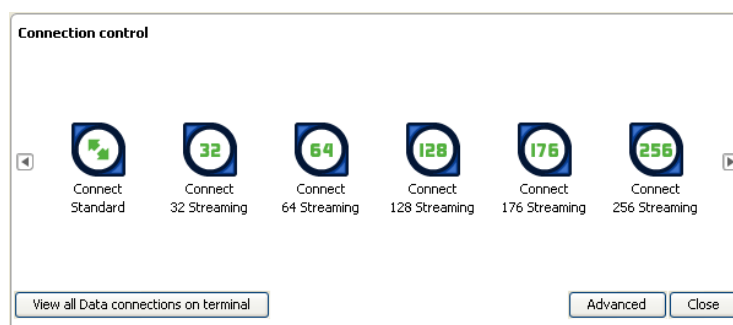 Connection control
32 64 128 176 256
Connect Connect Connect Connect Connect Connect
Standard 32 Streaming 64 Streaming 128 Streaming 176 Streaming 256 Streaming
View all Data connections on terminal Advanced Close